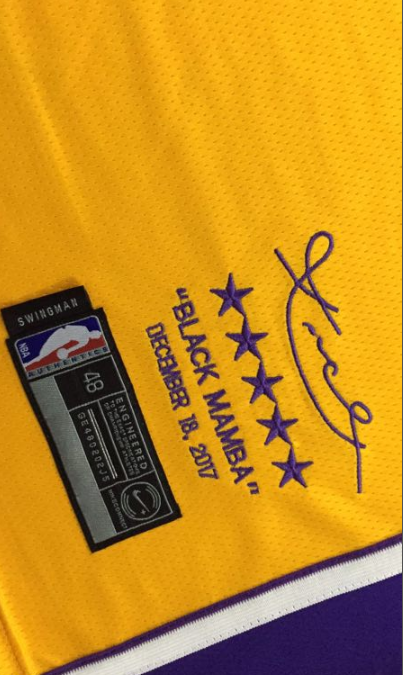 SWINGMAN
NBA
AUTHENTICS
48
ENGINEERED
"BLACK MAMBA"
DECEMBER 18, 2017